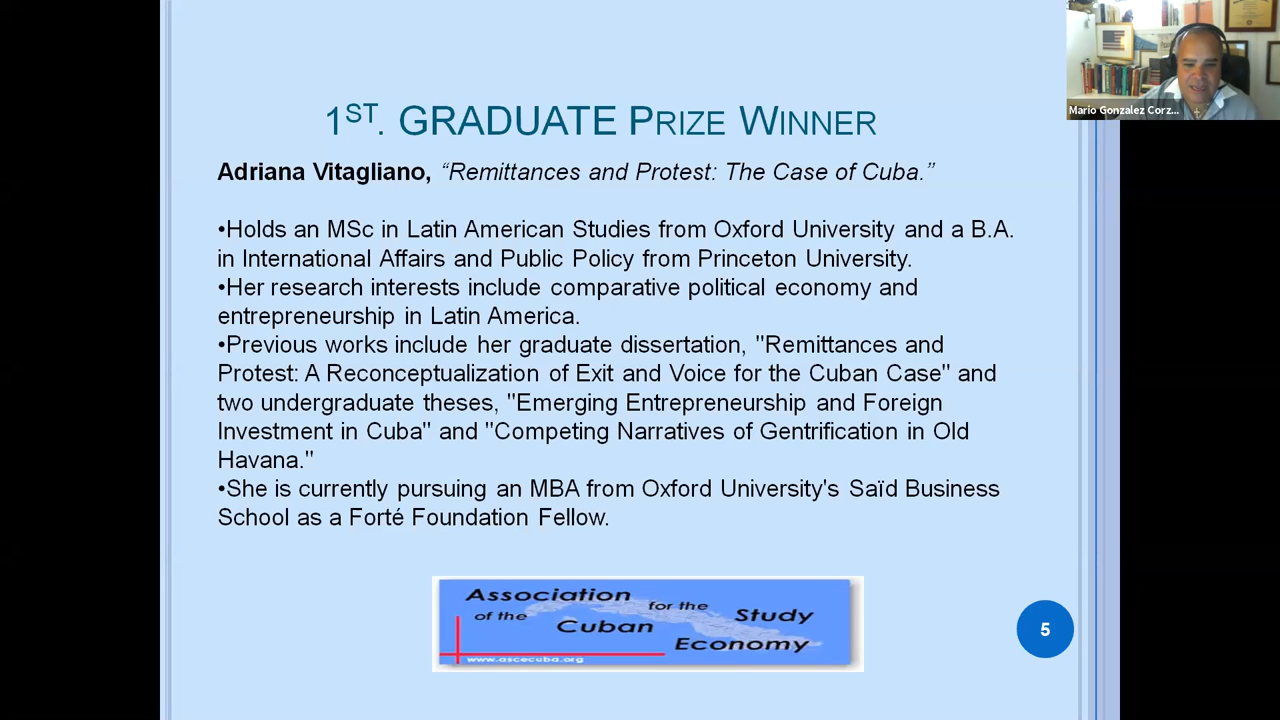 1ST. GRADUATE PRIZE WINNER
Adriana Vitagliano, “Remittances and Protest: The Case of Cuba.”
•Holds an MSc in Latin American Studies from Oxford University and a B.A.
in International Affairs and Public Policy from Princeton University.
•Her research interests include comparative political economy and
entrepreneurship in Latin America.
•Previous works include her graduate dissertation, "Remittances and
Protest: A Reconceptualization of Exit and Voice for the Cuban Case" and
two undergraduate theses, "Emerging Entrepreneurship and Foreign
Investment in Cuba" and "Competing Narratives of Gentrification in Old
Havana."
•She is currently pursuing an MBA from Oxford University's Saïd Business
School as a Forté Foundation Fellow.
Association
of the
for the
Study
Cuban
Economy
www.ascecuba.org
5
Mario Gonzalez Corz...